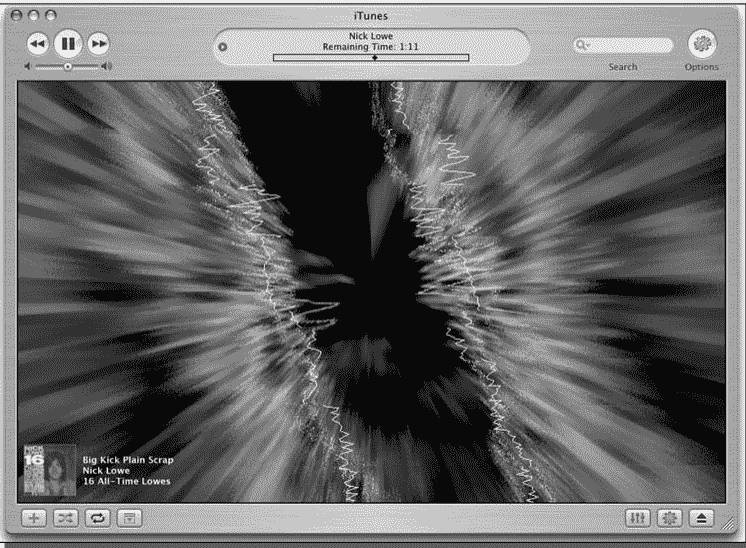 iTunes
Nick Lowe
Remaining Time: 1:11
Search
Options
NICK
16
Big Kick Plain Scrap
Nick Lowe
16 All-Time Lowes